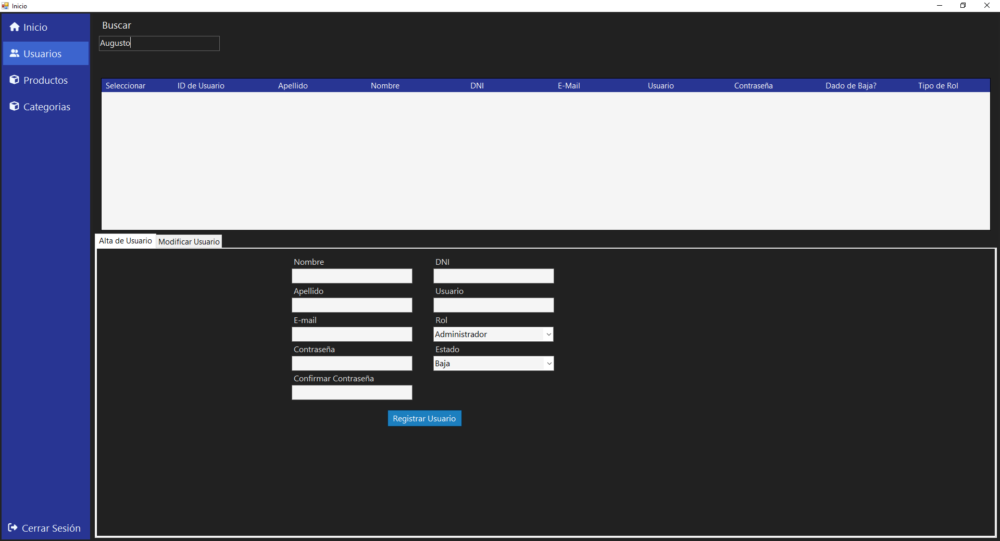 Inicio
Inicio
Usuarios
Productos
Categorias
Cerrar Sesión
Buscar
Augusto
Seleccionar ID de Usuario Apellido Nombre DNI E-Mail Usuario Contraseña Dado de Baja? Tipo de Rol
Alta de Usuario Modificar Usuario
Nombre DNI
Apellido Usuario
E-mail Rol
Administrador
Contraseña Estado
Baja
Confirmar Contraseña
Registrar Usuario